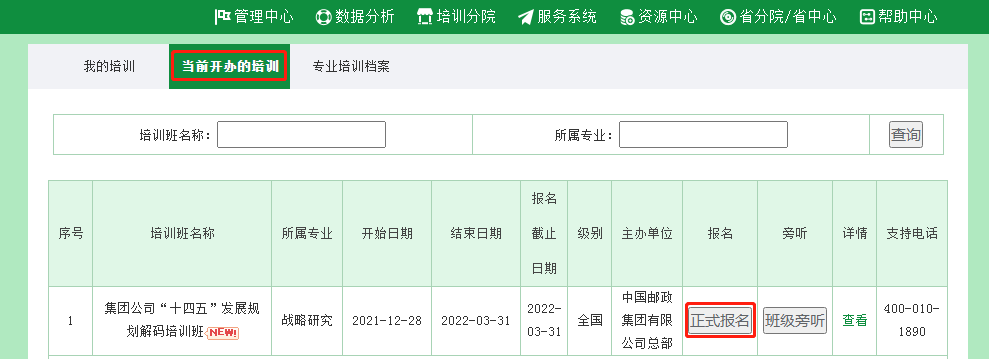 管理中心 数据分析 培训分院 服务系统 资源中心 省分院/省中心 帮助中心
我的培训 当前开办的培训 专业培训档案
培训班名称： 所属专业： 查询
序号 培训班名称 所属专业 开始日期 结束日期 报名截止日期 级别 主办单位 报名 旁听 详情 支持电话
1 集团公司“十四五”发展规划解码培训班 NEW! 战略研究 2021-12-28 2022-03-31 2022-03-31 全国 中国邮政集团有限公司总部 正式报名 班级旁听 查看 400-010-1890